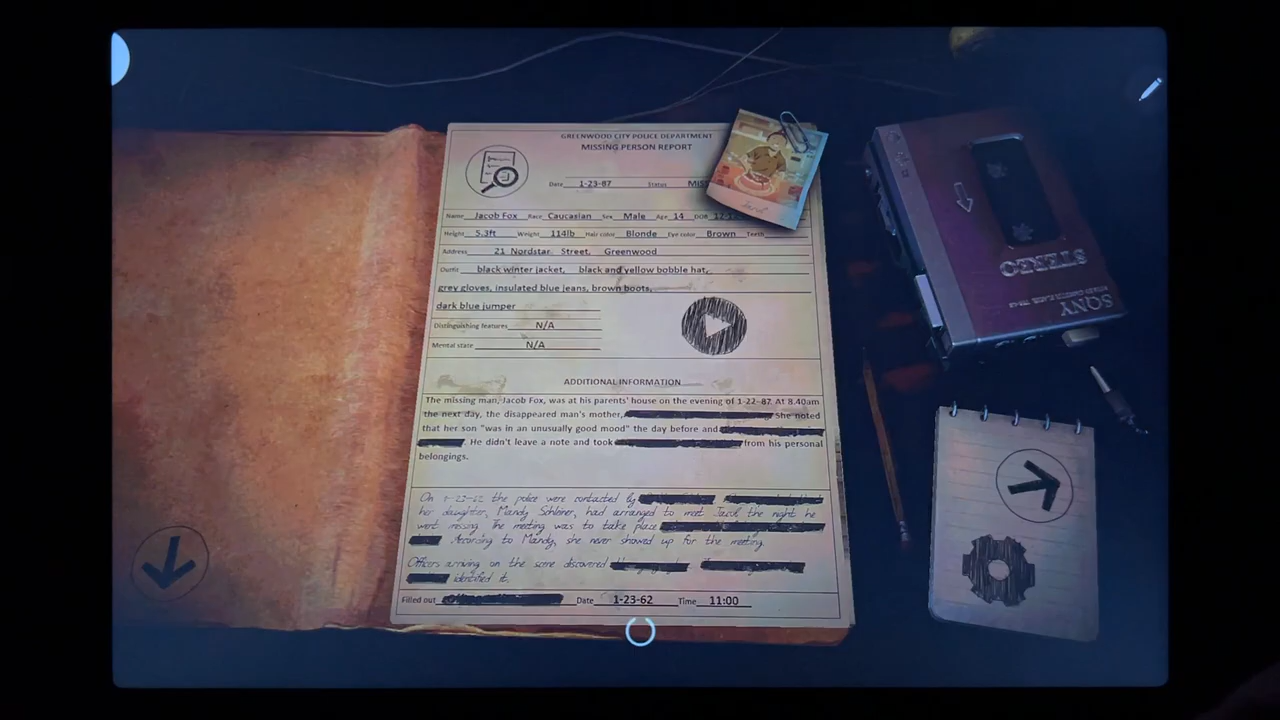 GREENWOOD CITY POLICE DEPARTMENT
MISSING PERSON REPORT
Date 1-23-87 Status
Name Jacob Fox Race Caucasian Sex Male Age 14 DOB
Height 5.3ft Weight 114lb Hair color Blonde Eye color Brown Teeth
Address 21 Nordstar Street, Greenwood
Outfit black winter jacket, black and yellow bobble hat,
grey gloves, insulated blue jeans, brown boots,
dark blue jumper
Distinguishing features N/A
Mental state N/A
ADDITIONAL INFORMATION
The missing man, Jacob Fox, was at his parents' house on the evening of 1-22-87. At 8.40am
the next day, the disappeared man's mother, She noted
that her son "was in an unusually good mood" the day before and
. He didn't leave a note and took from his personal
belongings.
On the police were contacted by
her daughter, Mandy Schleiner, had arranged to meet Jacob the night he
went missing. The meeting was to take place
According to Mandy, she never showed up for the meeting.
Officers arriving on the scene discovered
identified it.
Filled out Date 1-23-62 Time 11:00
STEREO
SONY